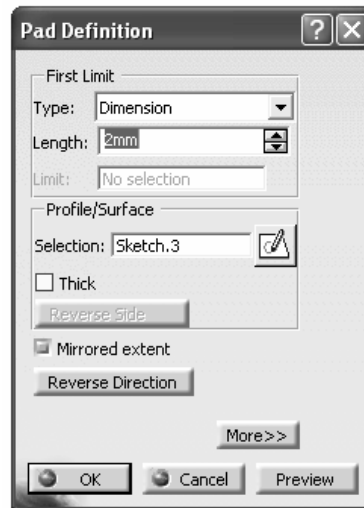 Pad Definition
First Limit
Type: Dimension
Length: 2mm
Limit: No selection
Profile/Surface
Selection: Sketch.3
Thick
Reverse Side
Mirrored extent
Reverse Direction
More>>
OK Cancel Preview